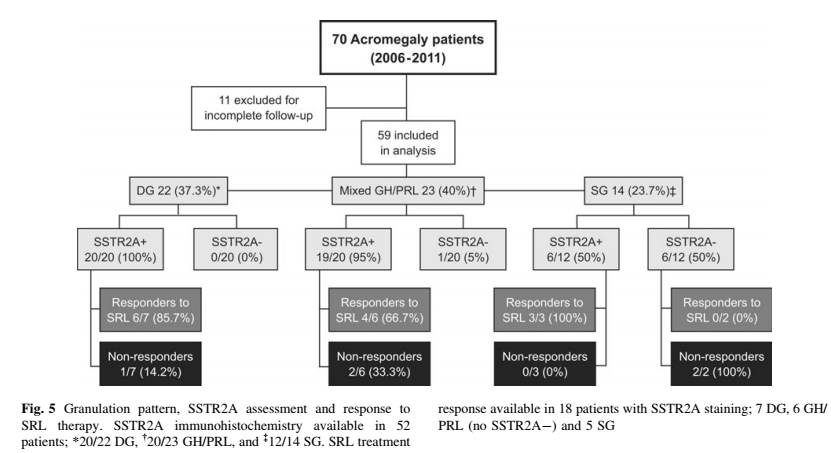 70 Acromegaly patients
(2006-2011)
11 excluded for
incomplete follow-up
59 included
in analysis
DG 22 (37.3%)*
Mixed GH/PRL 23 (40%)†
SG 14 (23.7%)‡
SSTR2A+
20/20 (100%)
SSTR2A-
0/20 (0%)
SSTR2A+
19/20 (95%)
SSTR2A-
1/20 (5%)
SSTR2A+
6/12 (50%)
SSTR2A-
6/12 (50%)
Responders to
SRL 6/7 (85.7%)
Responders to
SRL 4/6 (66.7%)
Responders to
SRL 3/3 (100%)
Responders to
SRL 0/2 (0%)
Non-responders
1/7 (14.2%)
Non-responders
2/6 (33.3%)
Non-responders
0/3 (0%)
Non-responders
2/2 (100%)
Fig. 5 Granulation pattern, SSTR2A assessment and response to
SRL therapy. SSTR2A immunohistochemistry available in 52
patients; *20/22 DG, †20/23 GH/PRL, and ‡12/14 SG. SRL treatment
response available in 18 patients with SSTR2A staining; 7 DG, 6 GH/
PRL (no SSTR2A−) and 5 SG